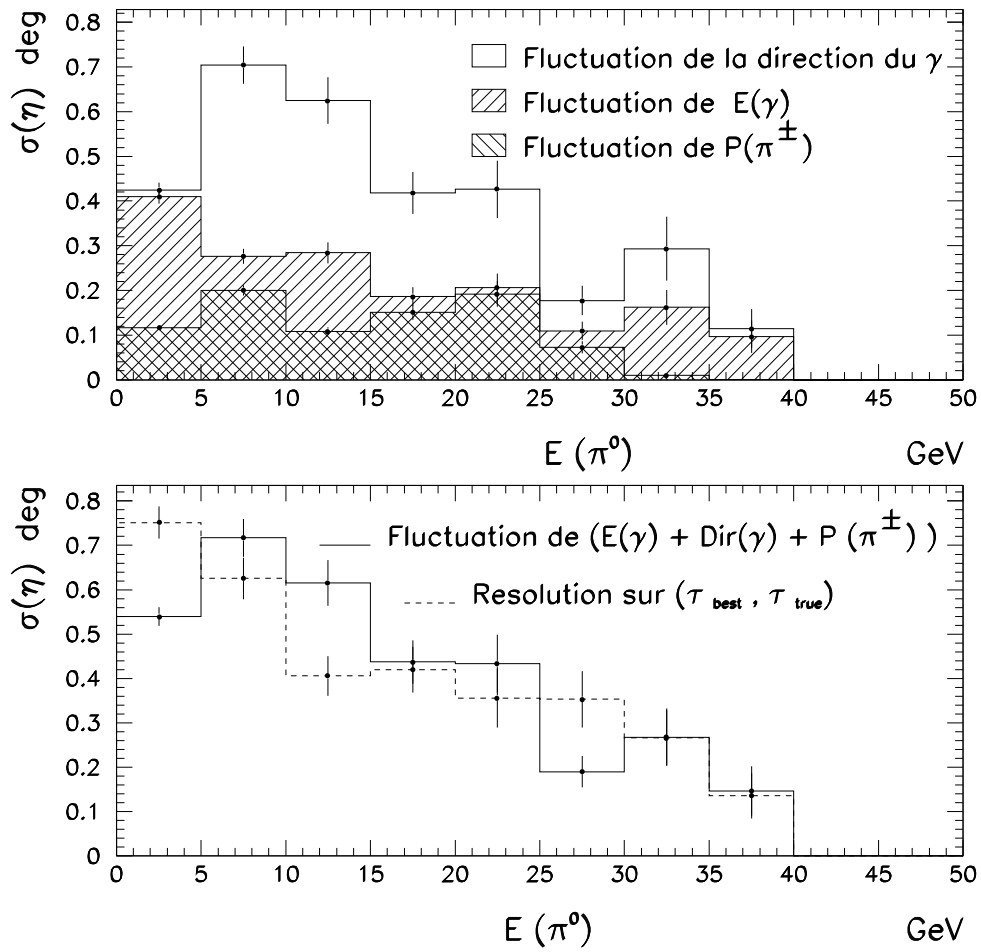 σ(η) deg
0.8
0.7
0.6
0.5
0.4
0.3
0.2
0.1
0
Fluctuation de la direction du γ
Fluctuation de E(γ)
Fluctuation de P(π±)
0 5 10 15 20 25 30 35 40 45 50
E (π⁰) GeV
σ(η) deg
0.8
0.7
0.6
0.5
0.4
0.3
0.2
0.1
0
Fluctuation de (E(γ) + Dir(γ) + P (π±) )
Resolution sur (τ best , τ true)
0 5 10 15 20 25 30 35 40 45 50
E (π⁰) GeV